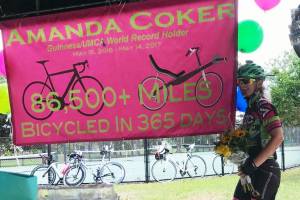 Amanda Coker
Guinness/UMCA World Record Holder
May 15, 2016 - May 14, 2017
86,500+ Miles
Bicycled In 365 days